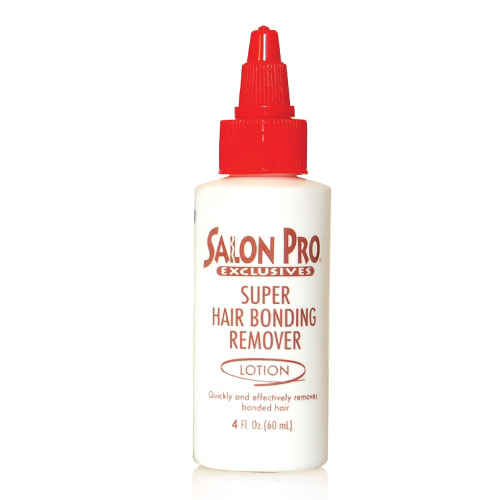 SALON PRO
EXCLUSIVES
SUPER
HAIR BONDING
REMOVER
LOTION
Quickly and effectively removes
bonded hair
4 Fl. Oz.(60 mL)